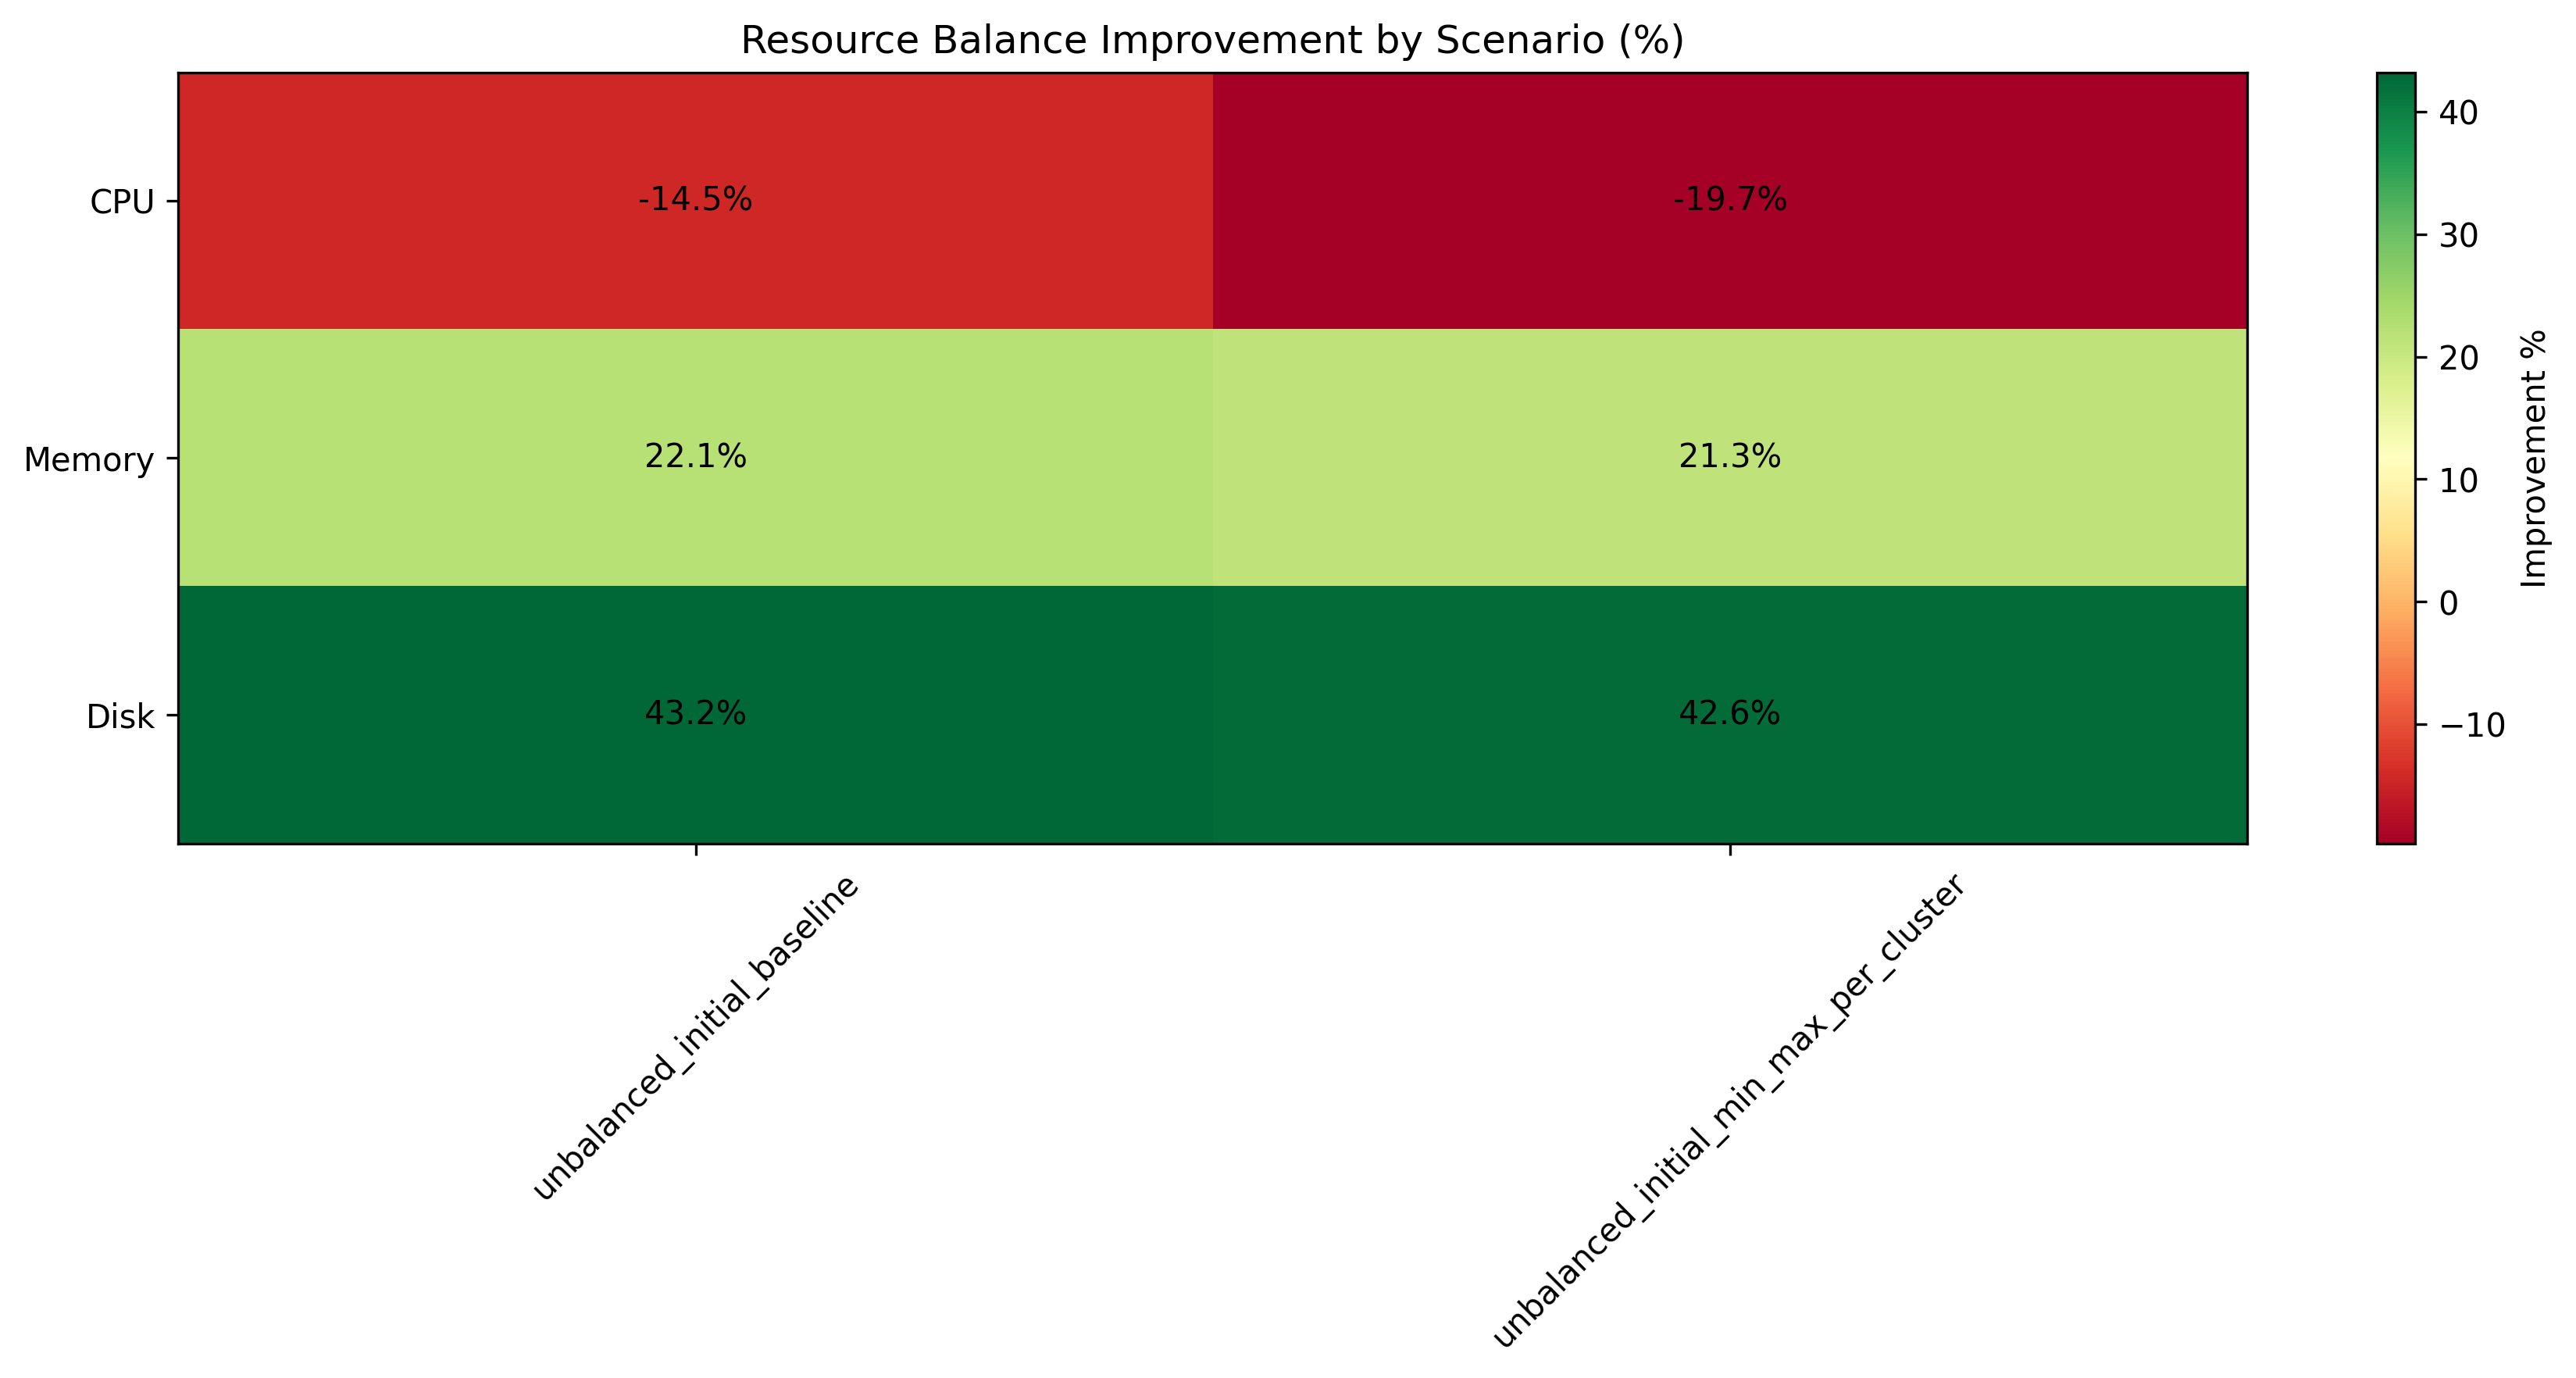 Resource Balance Improvement by Scenario (%)
CPU
-14.5%
-19.7%
Memory
22.1%
21.3%
Disk
43.2%
42.6%
unbalanced_initial_baseline
unbalanced_initial_min_max_per_cluster
40
30
20
10
0
−10
Improvement %